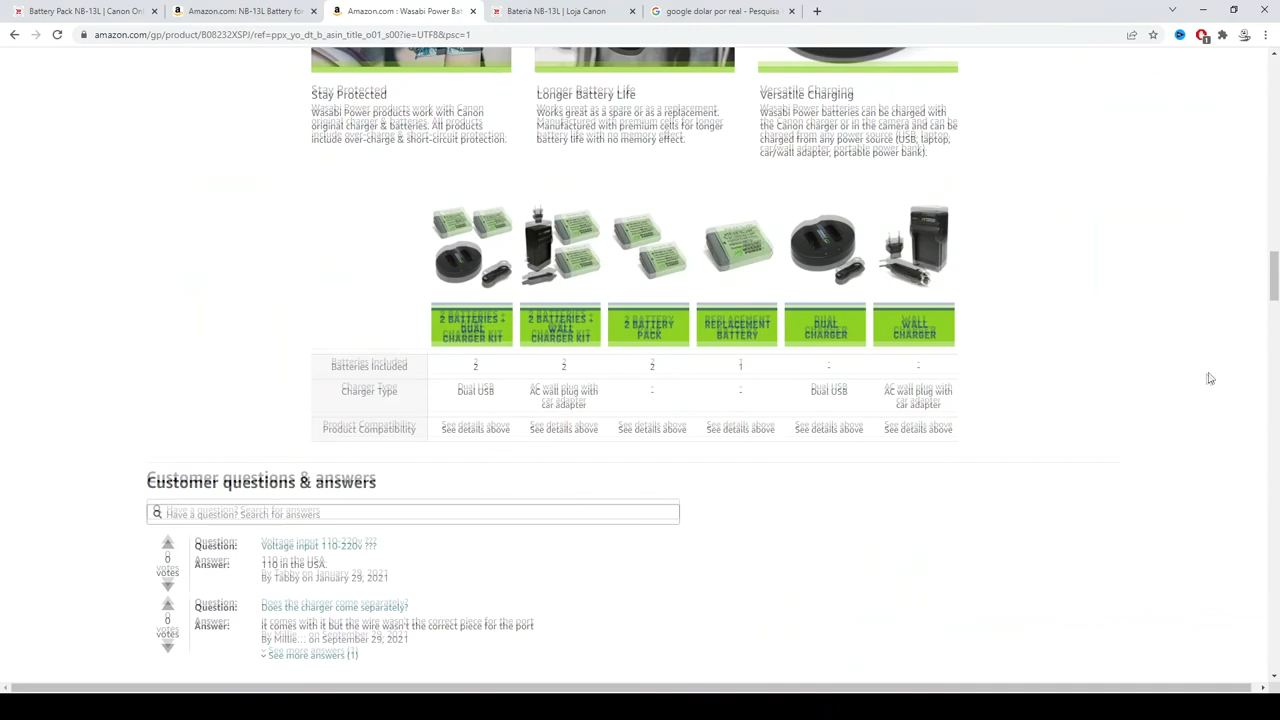 Battery Pack NB-13L | Canon Onl
Amazon.com: NB-13L Battery fo
Amazon.com : Wasabi Power Bat
Bateria NB-13L | Loja Canon
google dolar por real - Pesquisa
amazon.com/gp/product/B08232XSPJ/ref=ppx_yo_dt_b_asin_title_o01_s00?ie=UTF8&psc=1
1
Stay Protected
Wasabi Power products work with Canon
original charger & batteries. All products
include over-charge & short-circuit protection.
Longer Battery Life
Works great as a spare or as a replacement.
Manufactured with premium cells for longer
battery life with no memory effect.
Versatile Charging
Wasabi Power batteries can be charged with
the Canon charger or in the camera and can be
charged from any power source (USB, laptop,
car/wall adapter, portable power bank).
2 BATTERIES +
DUAL
CHARGER KIT
2 BATTERIES +
WALL
CHARGER KIT
2 BATTERY
PACK
REPLACEMENT
BATTERY
DUAL
CHARGER
WALL
CHARGER
Batteries Included 2 2 2 1 - -
Charger Type Dual USB AC wall plug with car adapter - - Dual USB AC wall plug with car adapter
Product Compatibility See details above See details above See details above See details above See details above See details above
Customer questions & answers
Have a question? Search for answers
0
votes
Question: Voltage input 110-220v ???
Answer: 110 in the USA.
By Tabby on January 29, 2021
0
votes
Question: Does the charger come separately?
Answer: it comes with it but the wire wasn't the correct piece for the port
By Millie... on September 29, 2021
See more answers (1)